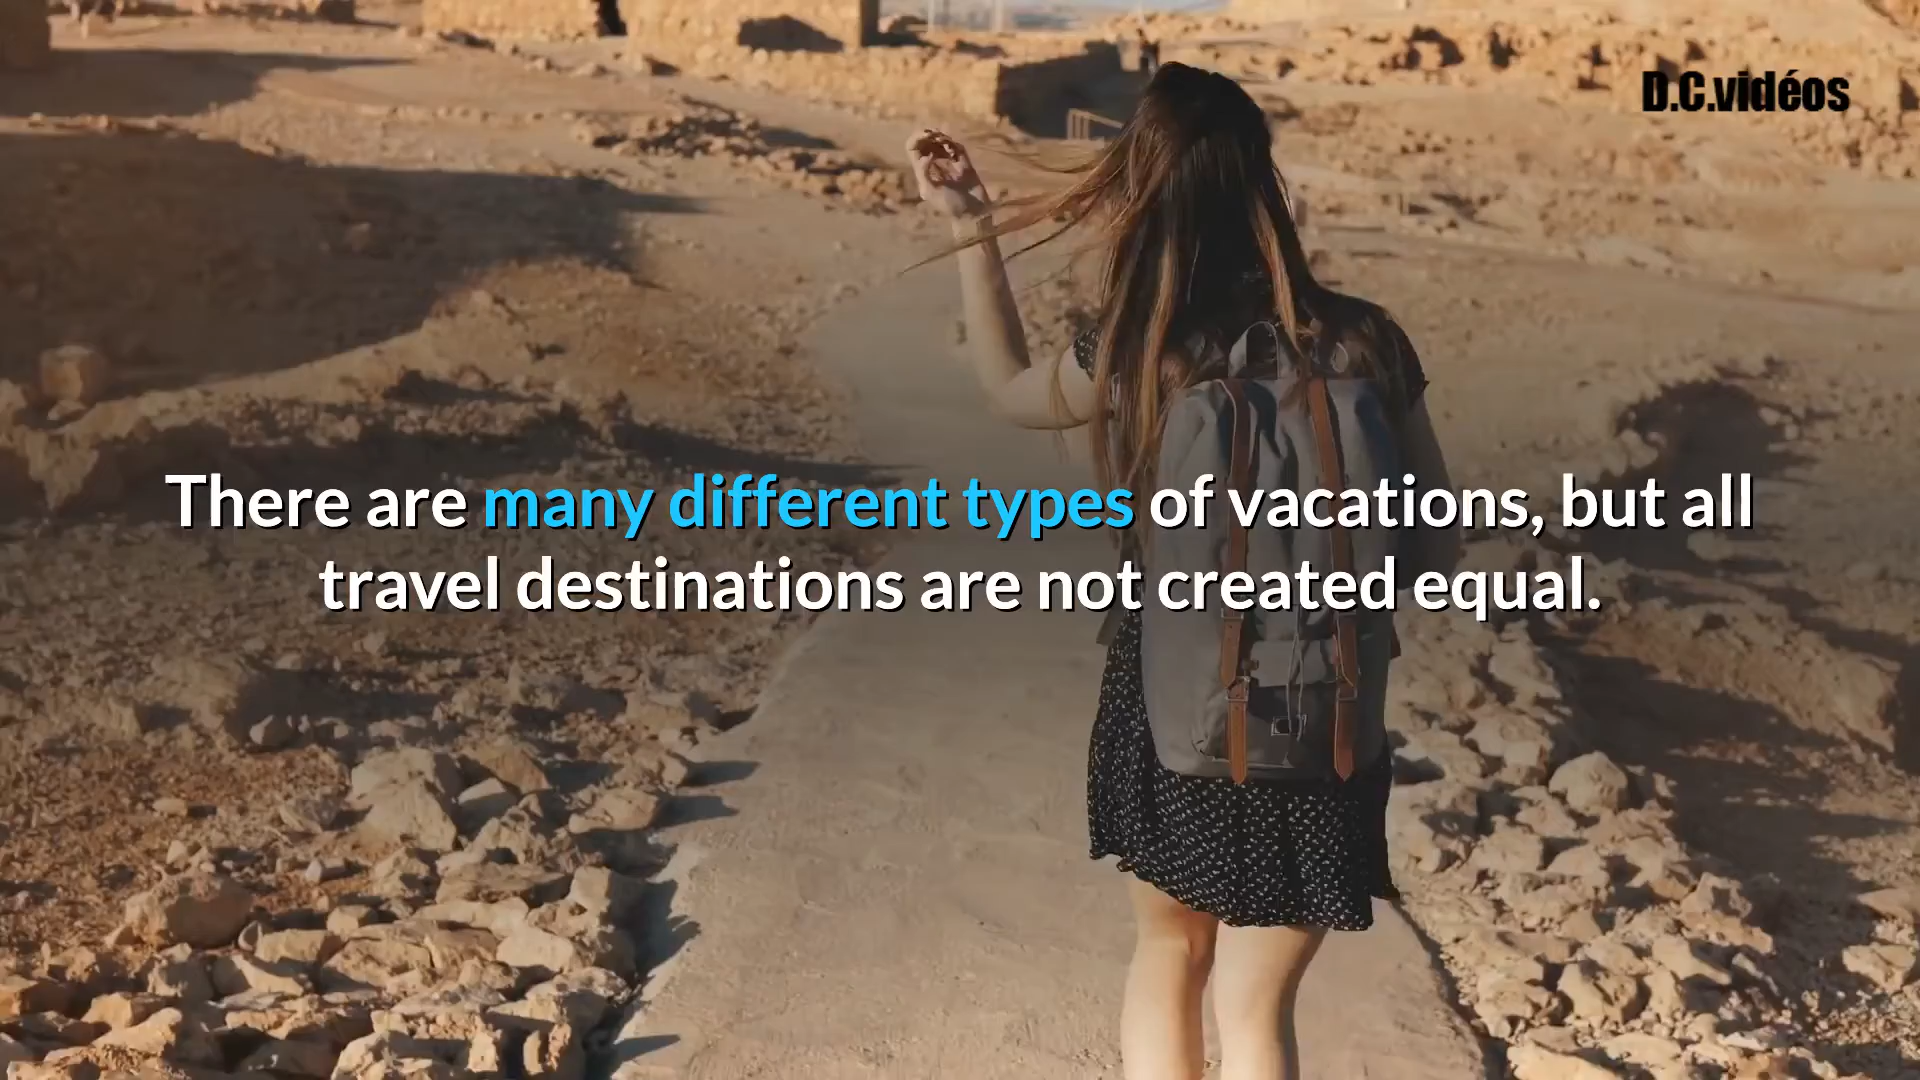 D.C.vidéos
There are many different types of vacations, but all
travel destinations are not created equal.